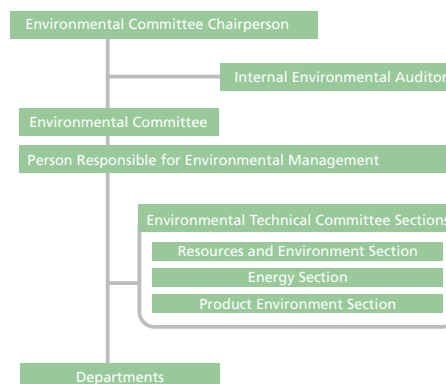 Environmental Committee Chairperson
Internal Environmental Auditor
Environmental Committee
Person Responsible for Environmental Management
Environmental Technical Committee Sections
Resources and Environment Section
Energy Section
Product Environment Section
Departments